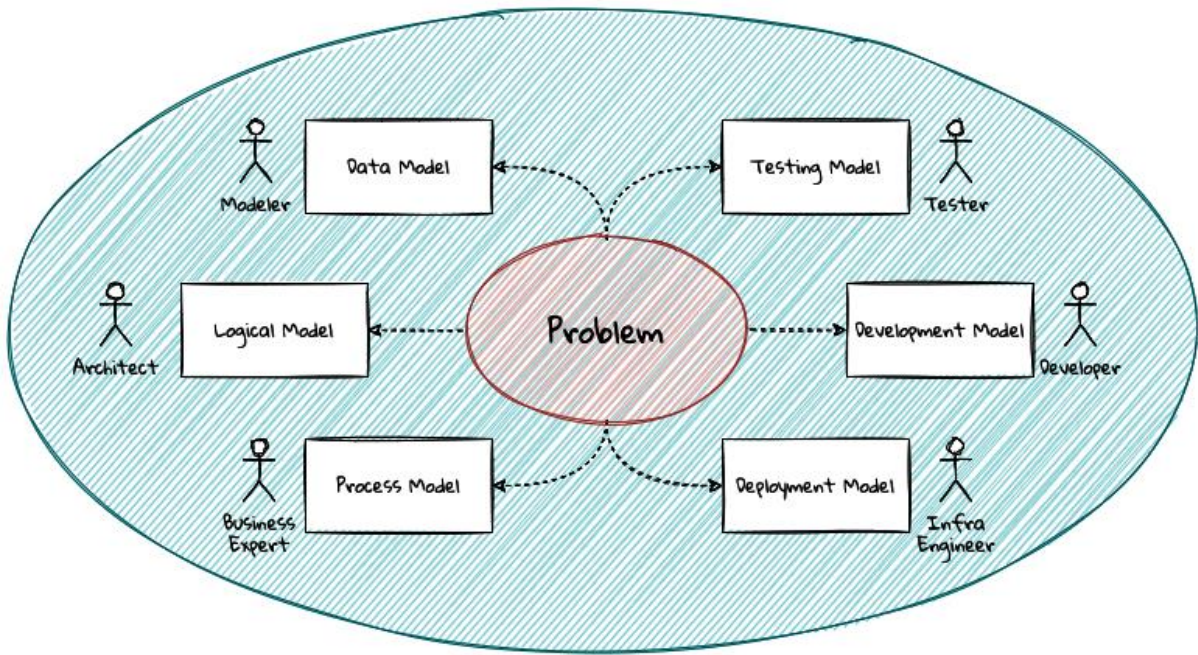 Data Model
Modeler
Testing Model
Tester
Logical Model
Architect
Problem
Development Model
Developer
Process Model
Business
Expert
Deployment Model
Infra
Engineer